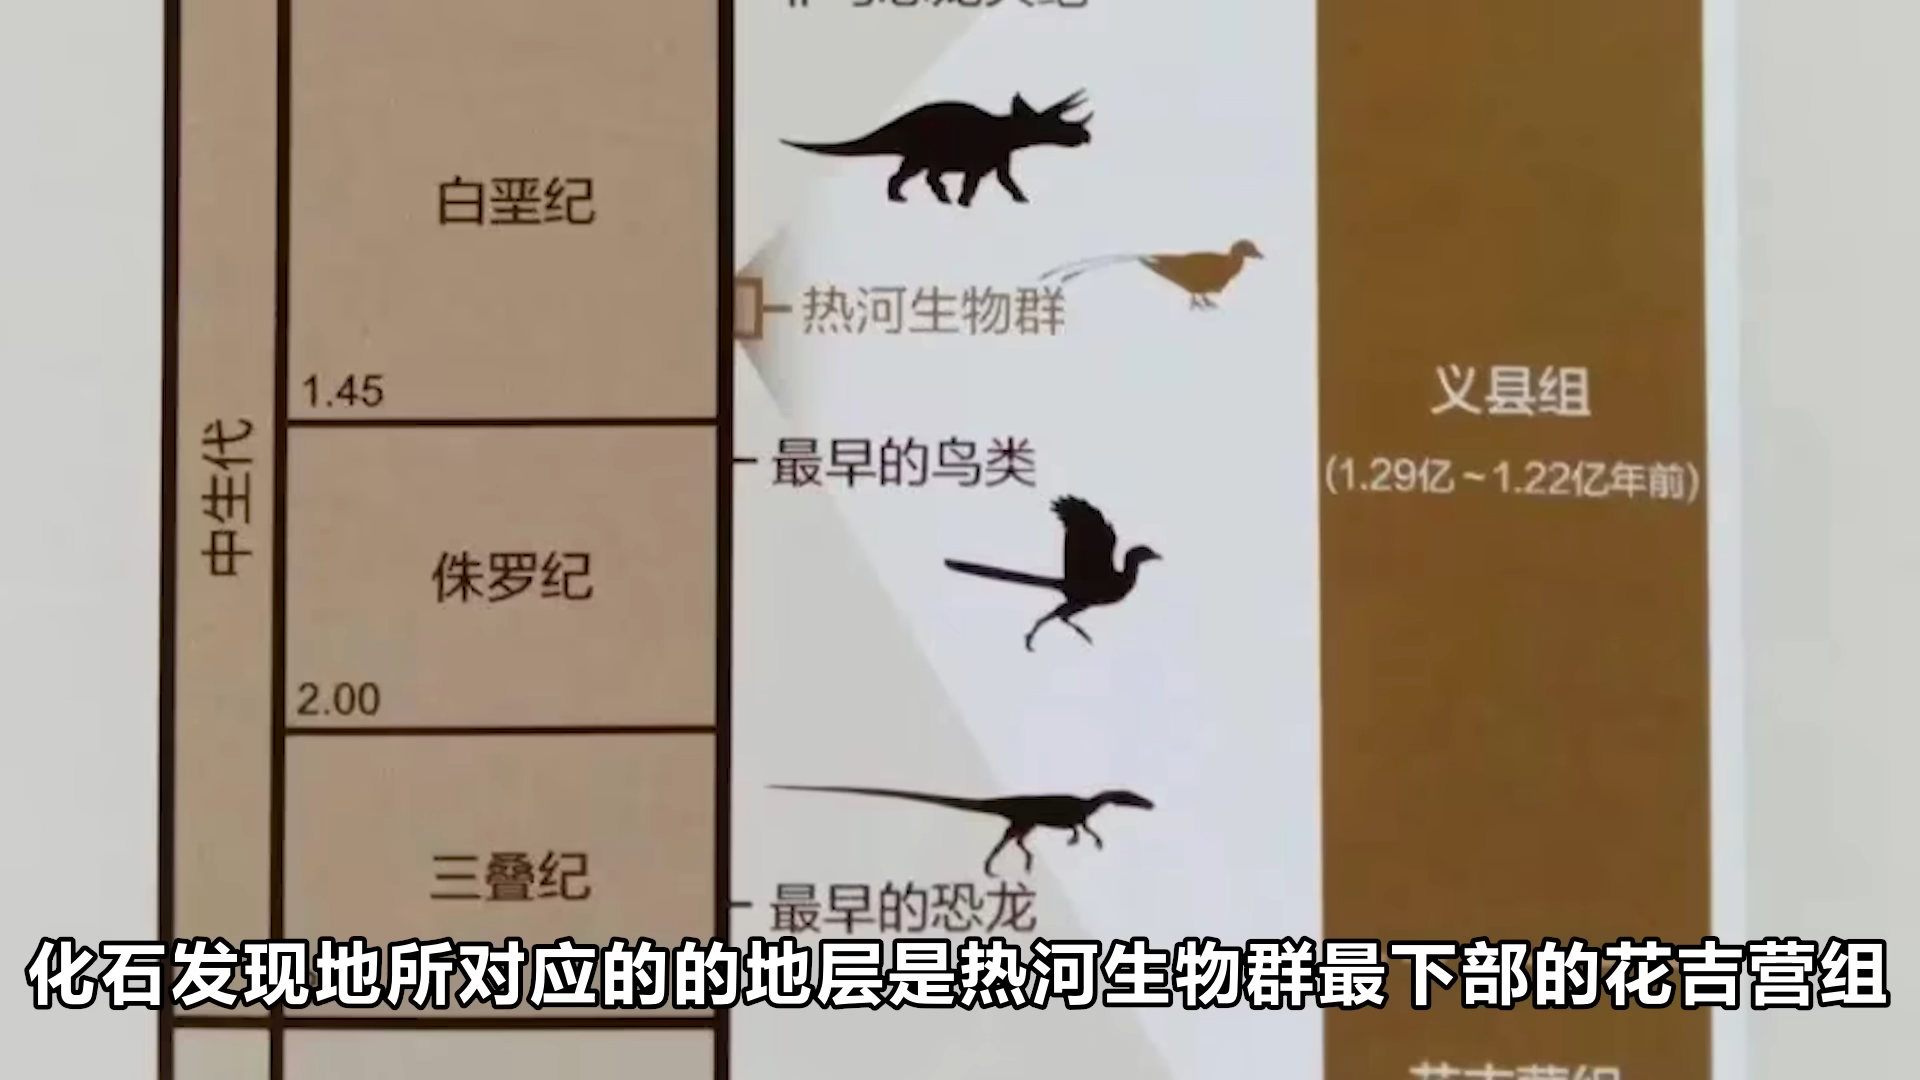 白垩纪
热河生物群
1.45
义县组
最早的鸟类
(1.29亿~1.22亿年前)
中生代
侏罗纪
2.00
三叠纪
最早的恐龙
化石发现地所对应的的地层是热河生物群最下部的花吉营组